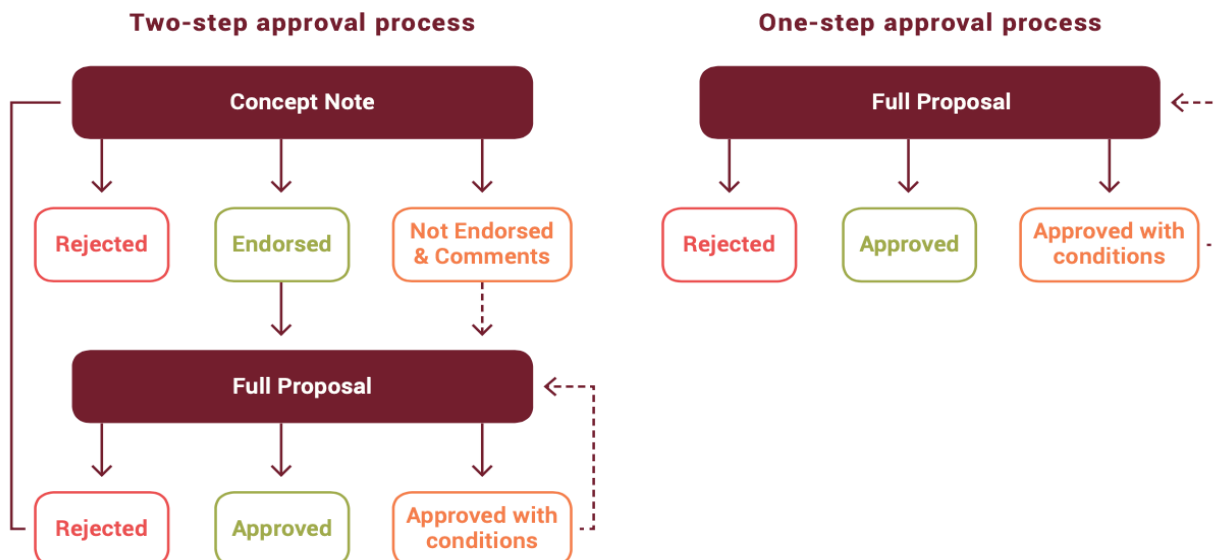 Two-step approval process
Concept Note
Rejected
Endorsed
Not Endorsed
& Comments
Full Proposal
Rejected
Approved
Approved with
conditions
One-step approval process
Full Proposal
Rejected
Approved
Approved with
conditions